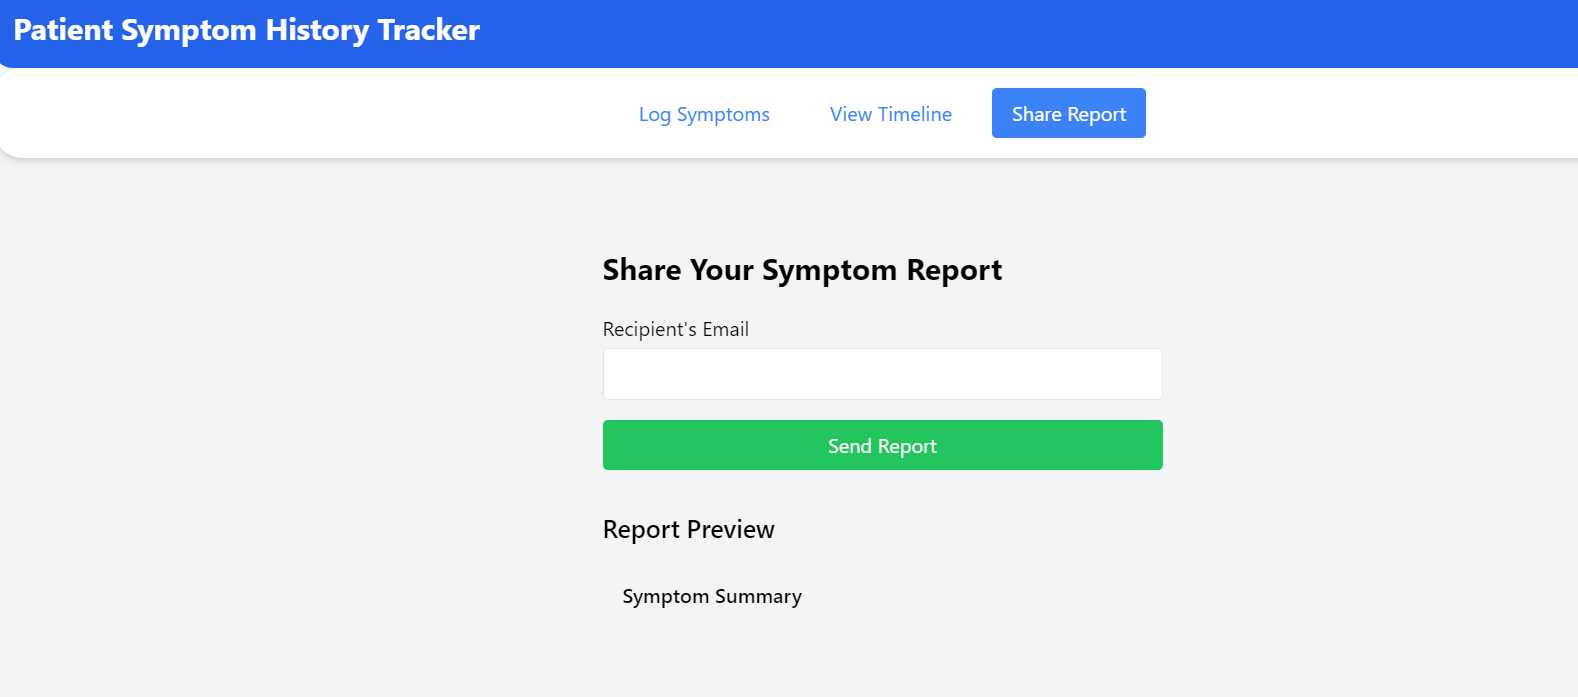 Patient Symptom History Tracker
Log Symptoms View Timeline Share Report
Share Your Symptom Report
Recipient's Email
Send Report
Report Preview
Symptom Summary